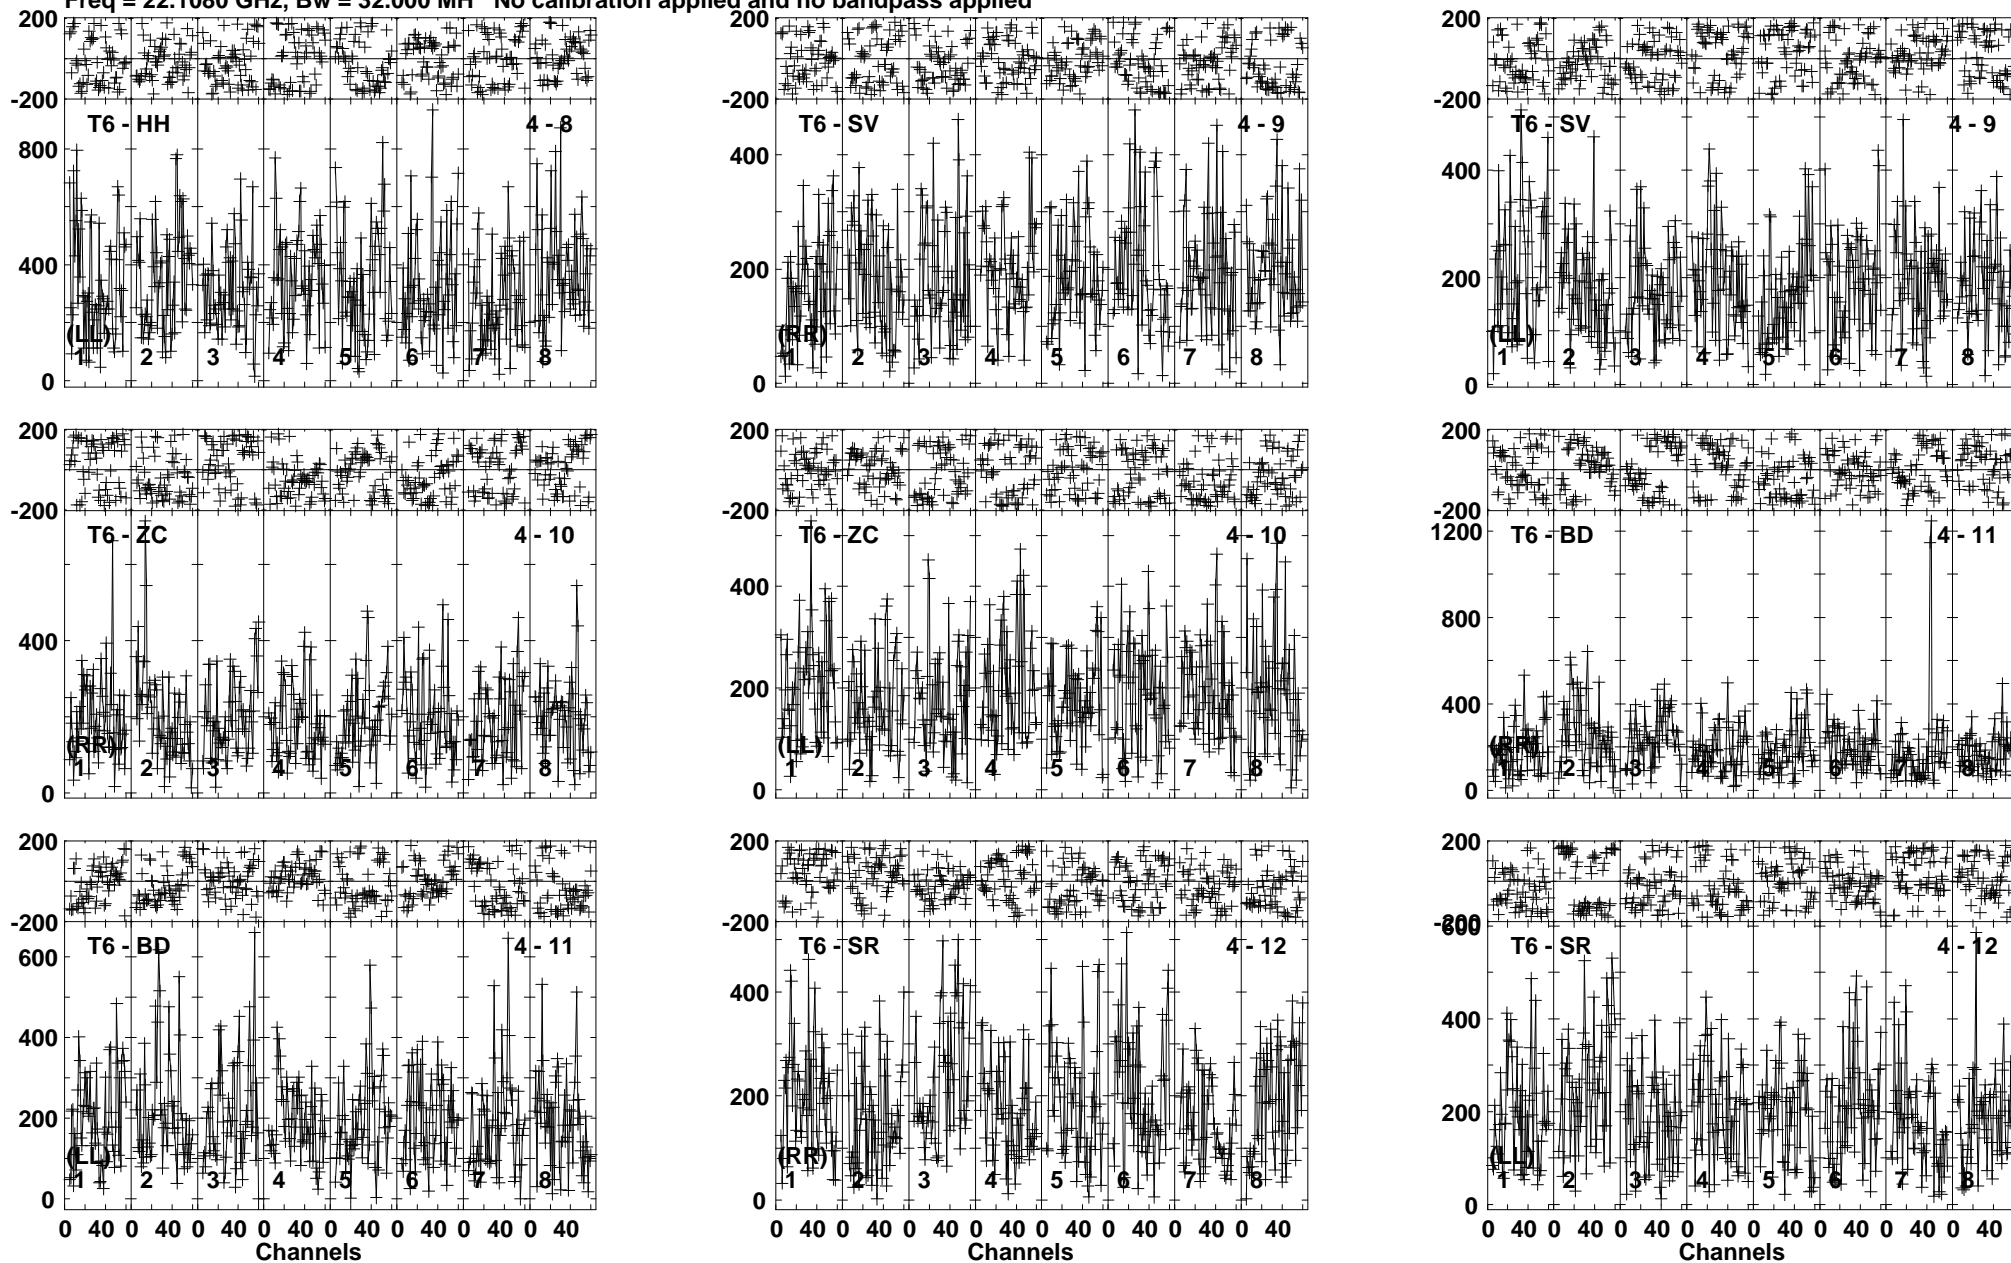 Freq = 22.1080 GHz, Bw = 32.000 MH No calibration applied and no bandpass applied
200 200 200
-200 -200 -200
T6 - HH 4 - 8 T6 - SV 4 - 9 T6 - SV 4 - 9
800 400 400
400 200 200
(LL) (RR) (LL)
1 2 3 4 5 6 7 8 1 2 3 4 5 6 7 8 1 2 3 4 5 6 7 8
0 0 0
200 200 200
-200 -200 -200
T6 - ZC 4 - 10 T6 - ZC 4 - 10 T6 - BD 4 - 11
1200
400 400 800
200 400
(RR) (LL) (RR)
1 2 3 4 5 6 7 8 1 2 3 4 5 6 7 8 1 2 3 4 5 6 7 8
0 0 0
200 200 200
-200 -200 -200
T6 - BD 4 - 11 T6 - SR 4 - 12 T6 - SR 4 - 12
600 600
400 400 400
200 200 200
(LL) (RR) (LL)
1 2 3 4 5 6 7 8 1 2 3 4 5 6 7 8 1 2 3 4 5 6 7 8
0 0 0
0 40 0 40 0 40 0 40 0 40 0 40 0 40 0 40 0 40 0 40 0 40 0 40 0 40 0 40 0 40 0 40 0 40 0 40 0 40 0 40 0 40 0 40 0 40 0 40
Channels Channels Channels